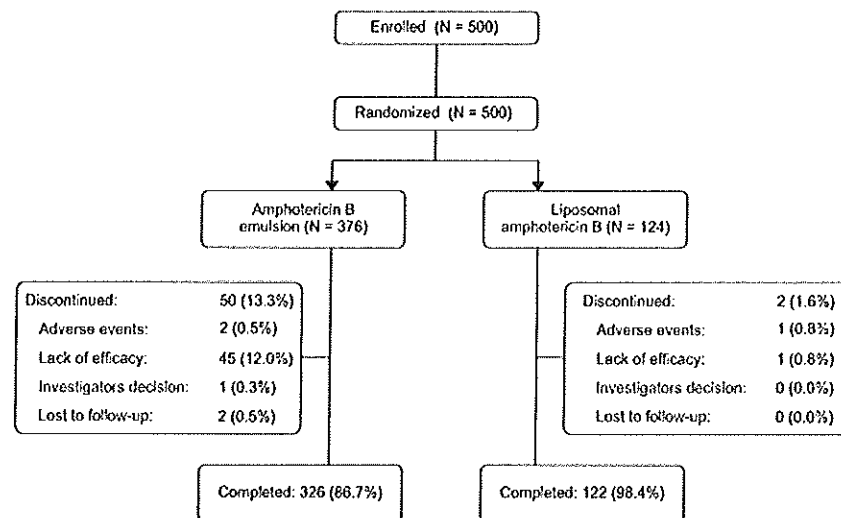 Enrolled (N = 500)
Randomized (N = 500)
Amphotericin B
emulsion (N = 376)
Liposomal
amphotericin B (N = 124)
Discontinued: 50 (13.3%)
Adverse events: 2 (0.5%)
Lack of efficacy: 45 (12.0%)
Investigators decision: 1 (0.3%)
Lost to follow-up: 2 (0.5%)
Discontinued: 2 (1.6%)
Adverse events: 1 (0.8%)
Lack of efficacy: 1 (0.8%)
Investigators decision: 0 (0.0%)
Lost to follow-up: 0 (0.0%)
Completed: 326 (86.7%)
Completed: 122 (98.4%)